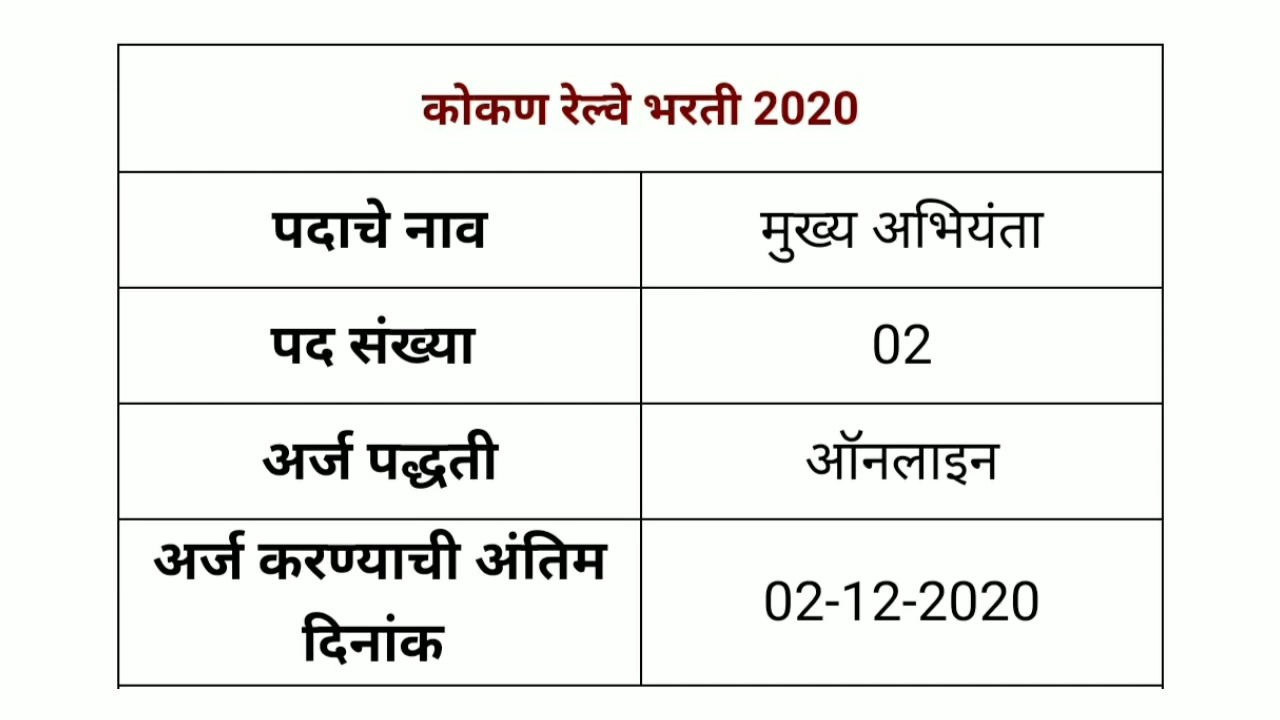 कोकण रेल्वे भरती 2020
पदाचे नाव
मुख्य अभियंता
पद संख्या
02
अर्ज पद्धती
ऑनलाइन
अर्ज करण्याची अंतिम
दिनांक
02-12-2020